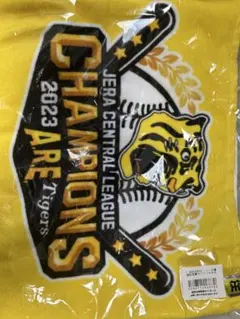 JERA CENTRAL LEAGUE
CHAMPIONS
2023
ARE
Tigers